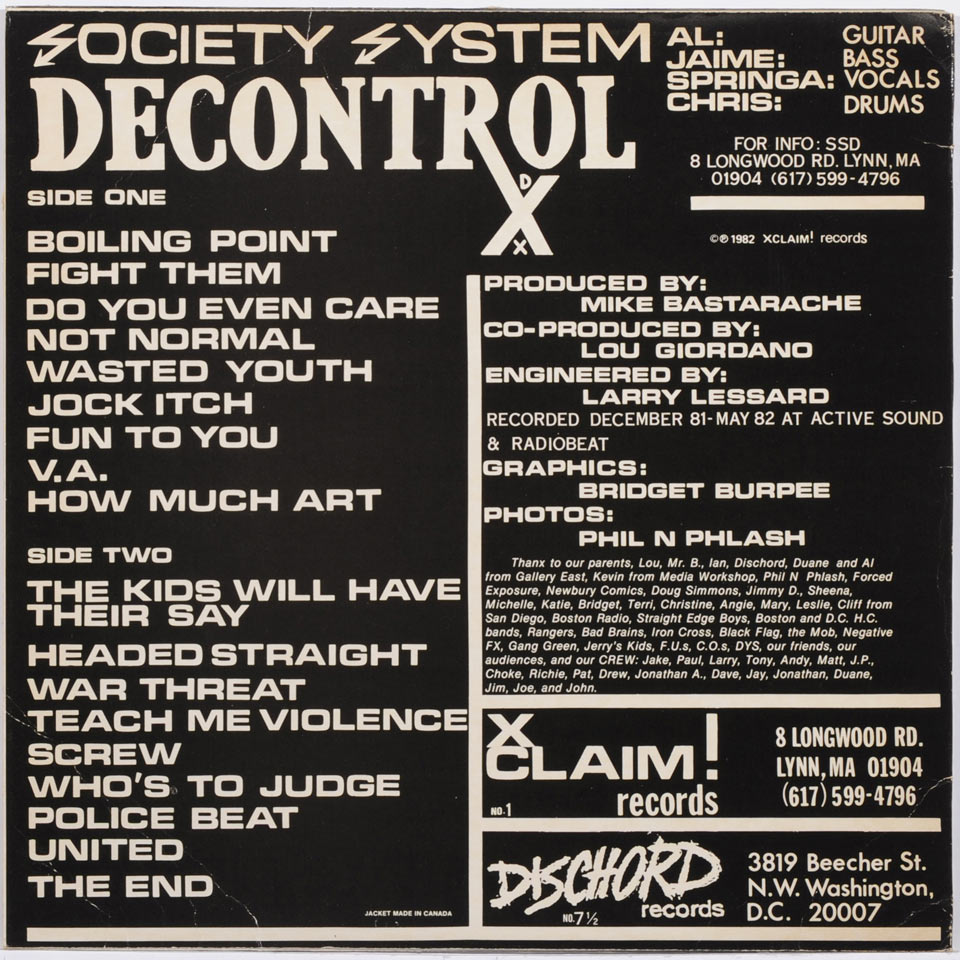 SOCIETY SYSTEM
DECONTROL
D
X
X
SIDE ONE
BOILING POINT
FIGHT THEM
DO YOU EVEN CARE
NOT NORMAL
WASTED YOUTH
JOCK ITCH
FUN TO YOU
V.A.
HOW MUCH ART
SIDE TWO
THE KIDS WILL HAVE
THEIR SAY
HEADED STRAIGHT
WAR THREAT
TEACH ME VIOLENCE
SCREW
WHO'S TO JUDGE
POLICE BEAT
UNITED
THE END
JACKET MADE IN CANADA
AL: GUITAR
JAIME: BASS
SPRINGA: VOCALS
CHRIS: DRUMS
FOR INFO: SSD
8 LONGWOOD RD. LYNN, MA
01904 (617) 599-4796
©℗ 1982 XCLAIM! records
PRODUCED BY:
MIKE BASTARACHE
CO-PRODUCED BY:
LOU GIORDANO
ENGINEERED BY:
LARRY LESSARD
RECORDED DECEMBER 81-MAY 82 AT ACTIVE SOUND
& RADIOBEAT
GRAPHICS:
BRIDGET BURPEE
PHOTOS:
PHIL N PHLASH
Thanx to our parents, Lou, Mr. B., Ian, Dischord, Duane and Al
from Gallery East, Kevin from Media Workshop, Phil N Phlash, Forced
Exposure, Newbury Comics, Doug Simmons, Jimmy D., Sheena,
Michelle, Katie, Bridget, Terri, Christine, Angie, Mary, Leslie, Cliff from
San Diego, Boston Radio, Straight Edge Boys, Boston and D.C. H.C.
bands, Rangers, Bad Brains, Iron Cross, Black Flag, the Mob, Negative
FX, Gang Green, Jerry's Kids, F.U.s, C.O.s, DYS, our friends, our
audiences, and our CREW: Jake, Paul, Larry, Tony, Andy, Matt, J.P.,
Choke, Richie, Pat, Drew, Jonathan A., Dave, Jay, Jonathan, Duane,
Jim, Joe, and John.
XCLAIM!
records
NO. 1
8 LONGWOOD RD.
LYNN, MA 01904
(617) 599-4796
DISCHORD
records
NO. 7 ½
3819 Beecher St.
N.W. Washington,
D.C. 20007